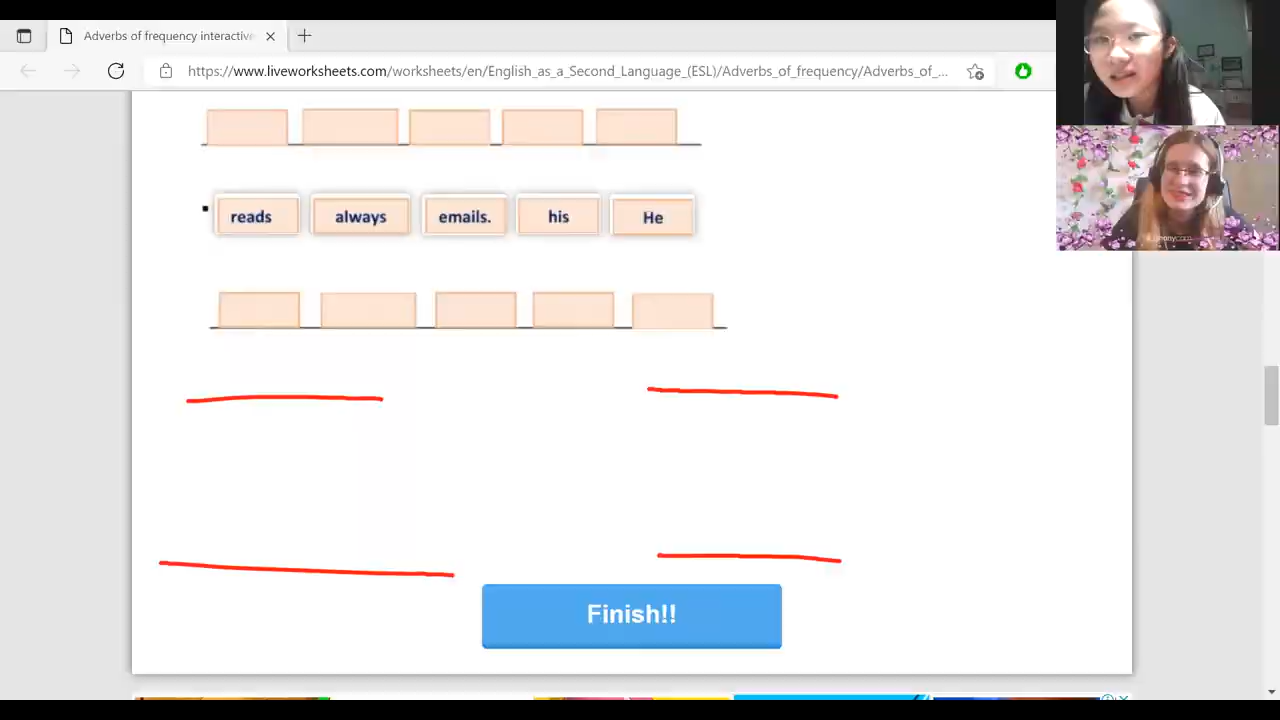 Adverbs of frequency interactive
https://www.liveworksheets.com/worksheets/en/English_as_a_Second_Language_(ESL)/Adverbs_of_frequency/Adverbs_of_...
reads always emails. his He
Finish!!